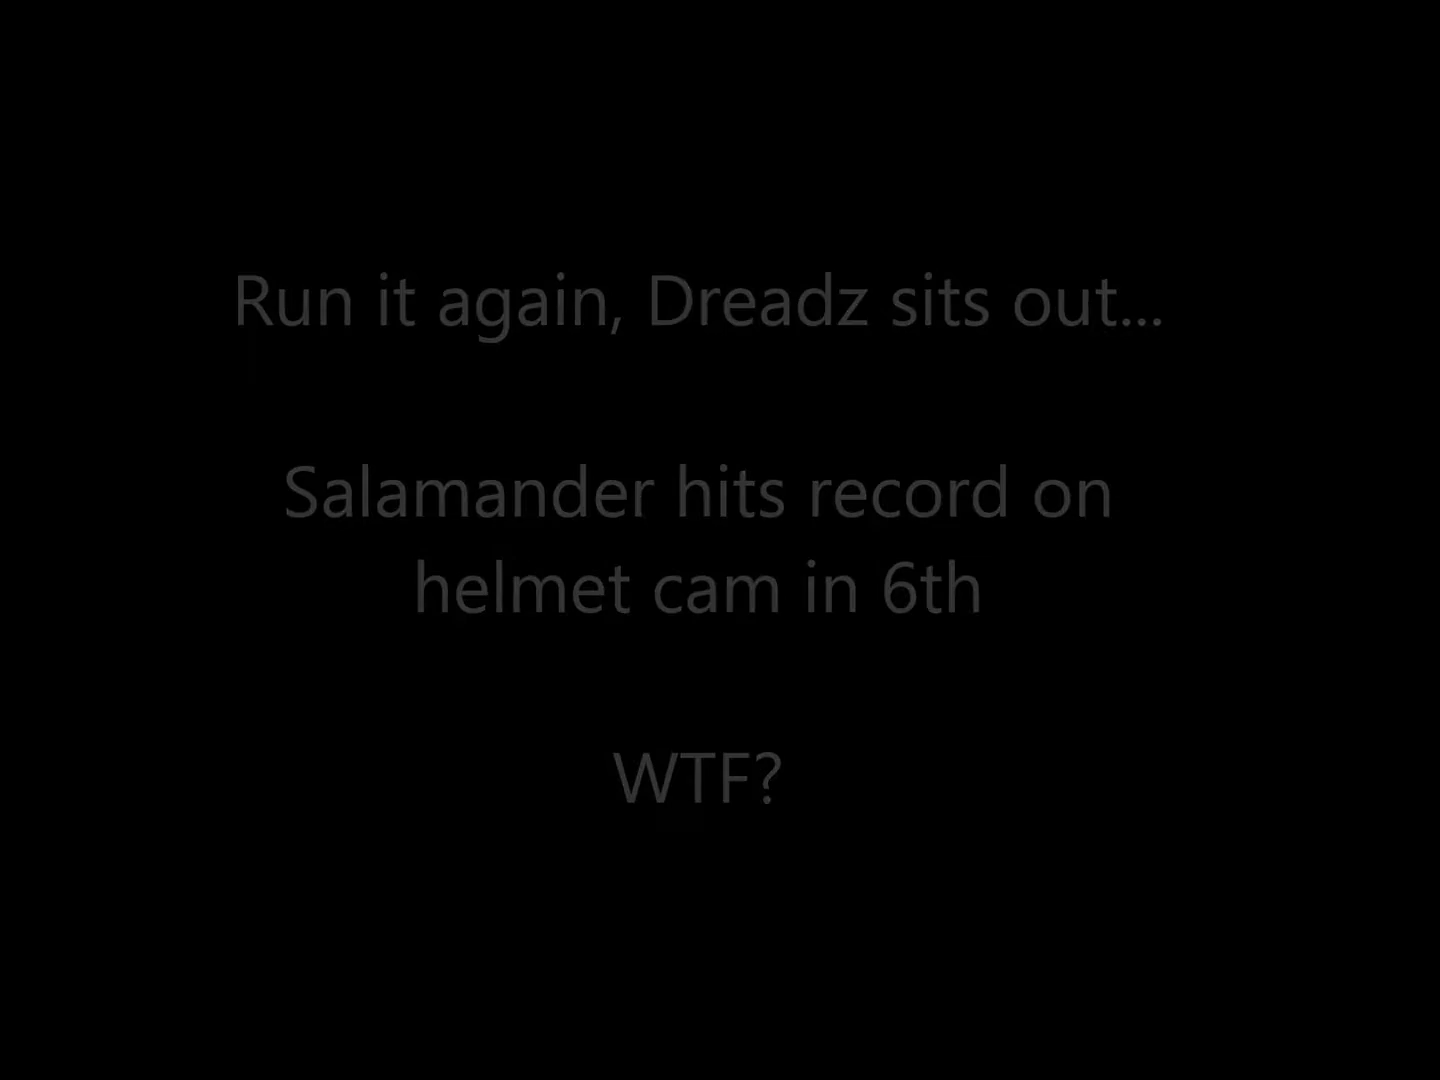 Run it again, Dreadz sits out...
Salamander hits record on
helmet cam in 6th
WTF?